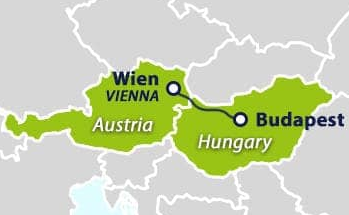 Wien
VIENNA
Budapest
Austria
Hungary